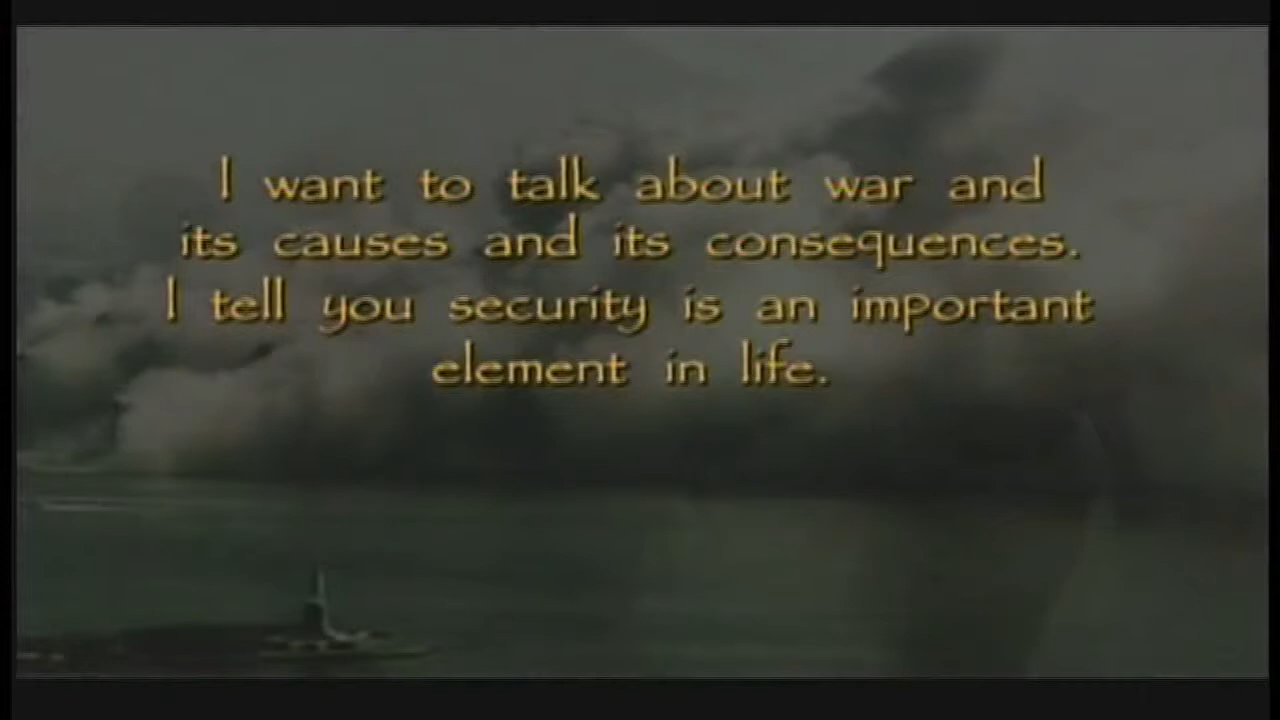 I want to talk about war and
its causes and its consequences.
I tell you security is an important
element in life.